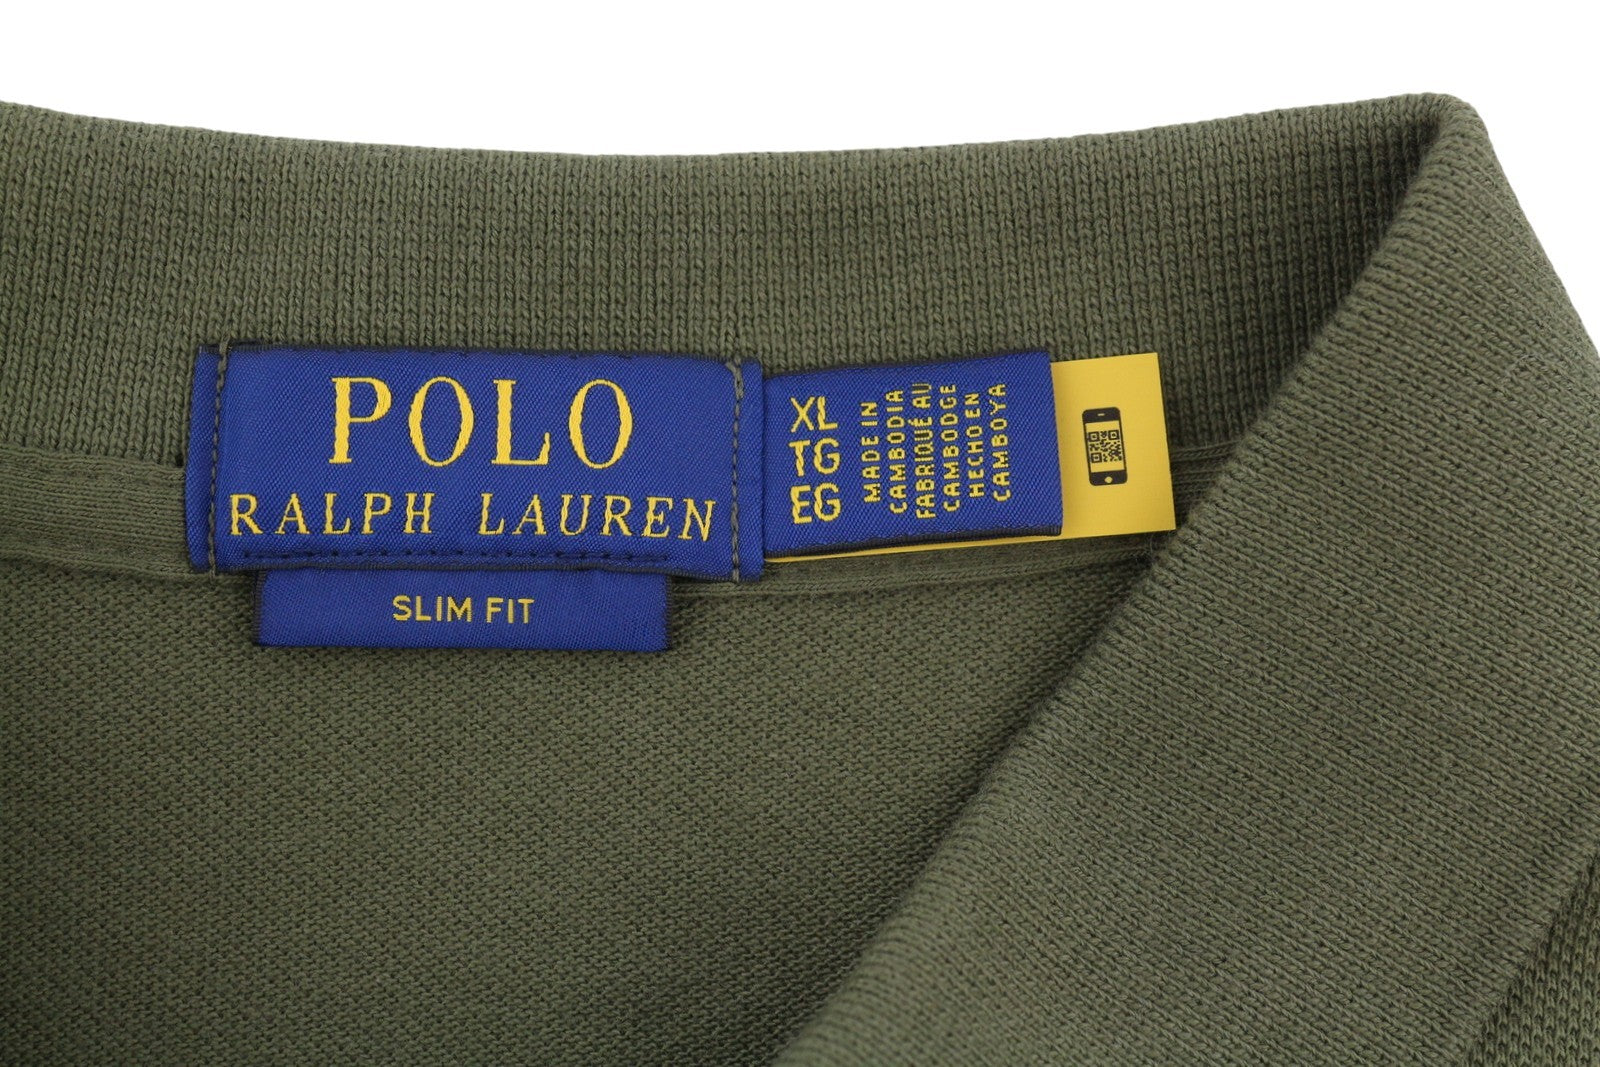 POLO
RALPH LAUREN
SLIM FIT
XL
TG
EG
MADE IN
CAMBODIA
FABRIQUÉ AU
CAMBODGE
HECHO EN
CAMBOYA